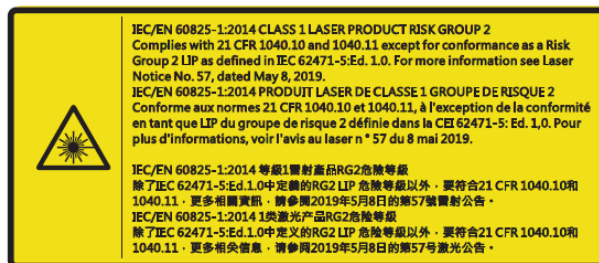 IEC/EN 60825-1:2014 CLASS 1 LASER PRODUCT RISK GROUP 2
Complies with 21 CFR 1040.10 and 1040.11 except for conformance as a Risk
Group 2 LIP as defined in IEC 62471-5:Ed. 1.0. For more information see Laser
Notice No. 57, dated May 8, 2019.
IEC/EN 60825-1:2014 PRODUIT LASER DE CLASSE 1 GROUPE DE RISQUE 2
Conforme aux normes 21 CFR 1040.10 et 1040.11, à l'exception de la conformité
en tant que LIP du groupe de risque 2 définie dans la CEI 62471-5: Ed. 1,0. Pour
plus d'informations, voir l'avis au laser n ° 57 du 8 mai 2019.
IEC/EN 60825-1:2014 等級1雷射產品RG2危險等級
除了IEC 62471-5:Ed.1.0中定義的RG2 LIP 危險等級以外，要符合21 CFR 1040.10和
1040.11，更多相關資訊，請參閱2019年5月8日的第57號雷射公告。
IEC/EN 60825-1:2014 1类激光产品RG2危险等级
除了IEC 62471-5:Ed.1.0中定义的RG2 LIP 危险等级以外，要符合21 CFR 1040.10和
1040.11，更多相关信息，请参阅2019年5月8日的第57号激光公告。